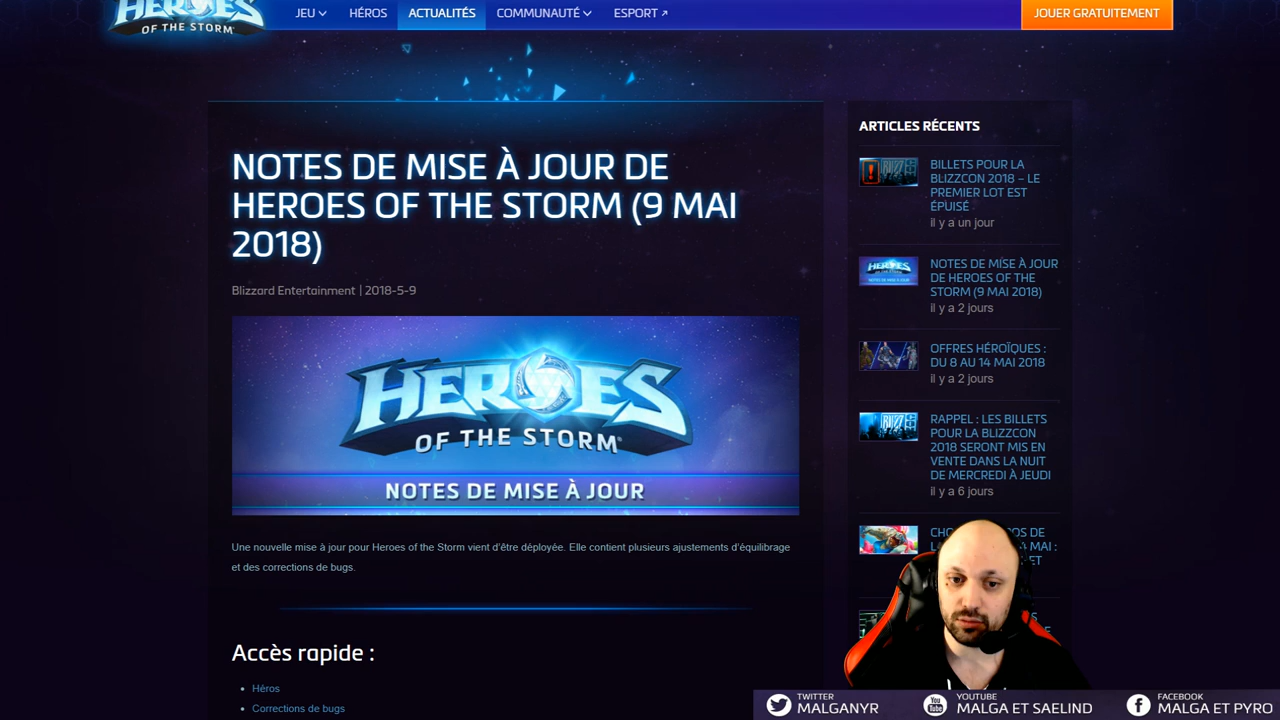 HEROES
OF THE STORM
JEU
HÉROS
ACTUALITÉS
COMMUNAUTÉ
ESPORT
JOUER GRATUITEMENT
NOTES DE MISE À JOUR DE
HEROES OF THE STORM (9 MAI
2018)
Blizzard Entertainment | 2018-5-9
HEROES
OF THE STORM
NOTES DE MISE À JOUR
Une nouvelle mise à jour pour Heroes of the Storm vient d'être déployée. Elle contient plusieurs ajustements d'équilibrage
et des corrections de bugs.
Accès rapide :
Héros
Corrections de bugs
ARTICLES RÉCENTS
BILLETS POUR LA
BLIZZCON 2018 – LE
PREMIER LOT EST
ÉPUISÉ
il y a un jour
NOTES DE MISE À JOUR
DE HEROES OF THE
STORM (9 MAI 2018)
il y a 2 jours
OFFRES HÉROÏQUES :
DU 8 AU 14 MAI 2018
il y a 2 jours
RAPPEL : LES BILLETS
POUR LA BLIZZCON
2018 SERONT MIS EN
VENTE DANS LA NUIT
DE MERCREDI À JEUDI
il y a 6 jours
DE
MAI :
ET
TWITTER
MALGANYR
YOUTUBE
MALGA ET SAELIND
FACEBOOK
MALGA ET PYRO